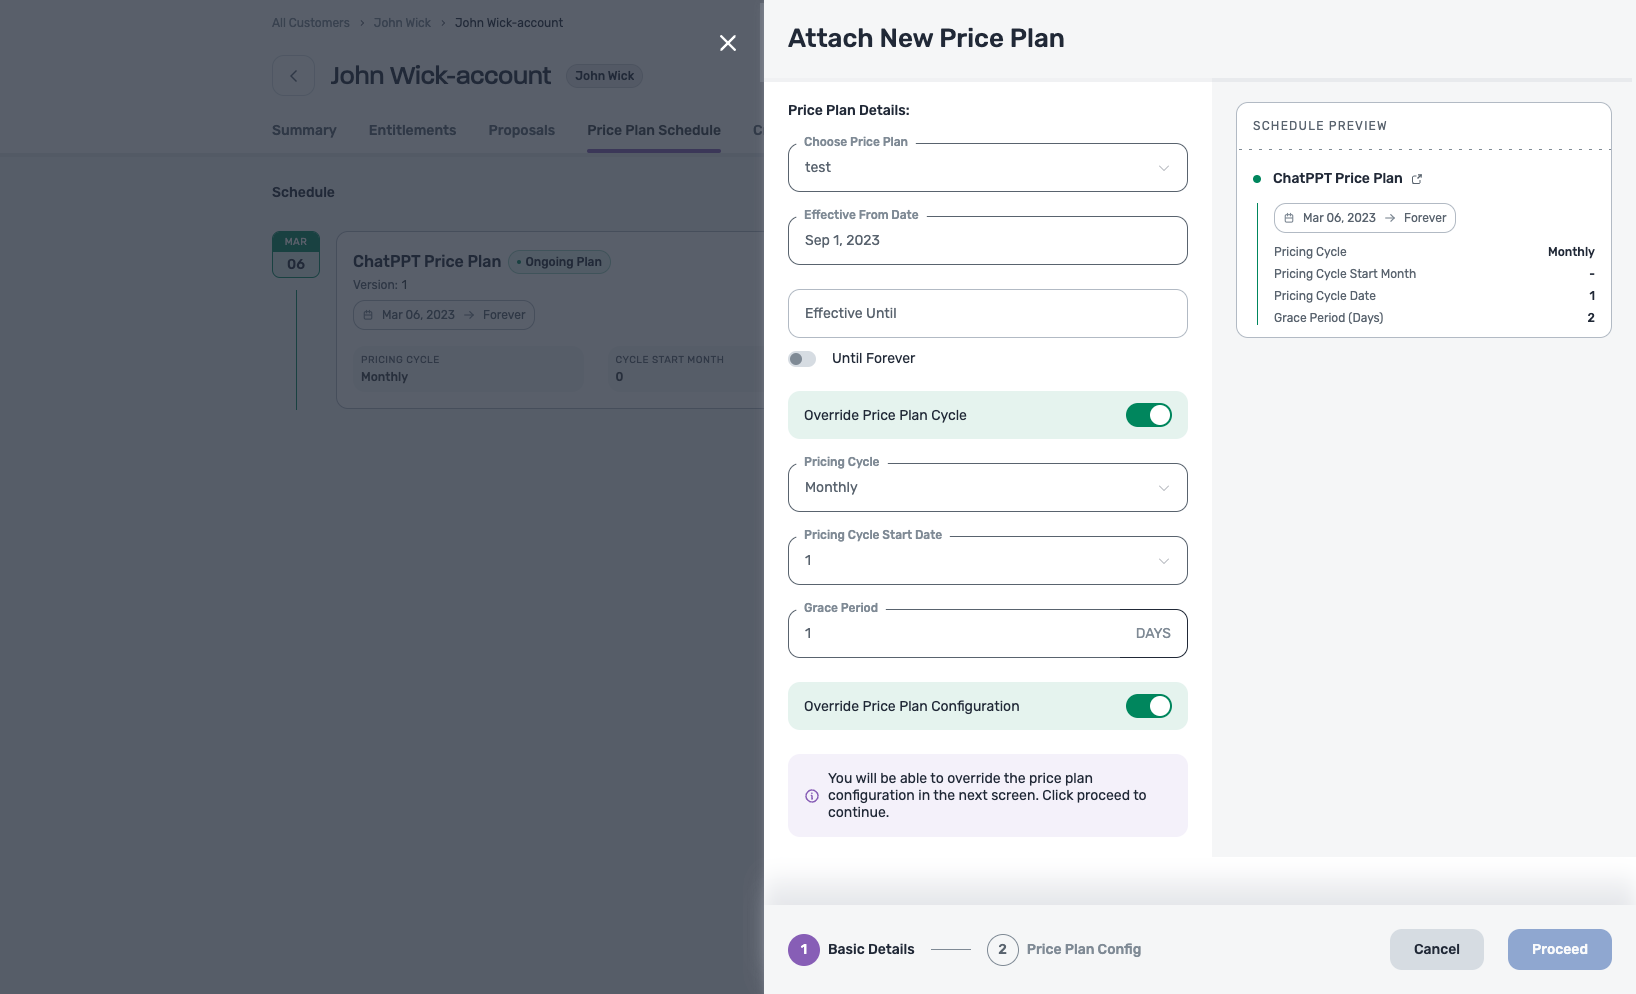 All Customers › John Wick › John Wick-account
John Wick-account John Wick
Summary Entitlements Proposals Price Plan Schedule C
Schedule
MAR
06
ChatPPT Price Plan • Ongoing Plan
Version: 1
Mar 06, 2023 → Forever
PRICING CYCLE
Monthly
CYCLE START MONTH
0
Attach New Price Plan
Price Plan Details:
Choose Price Plan
test
Effective From Date
Sep 1, 2023
Effective Until
Until Forever
Override Price Plan Cycle
Pricing Cycle
Monthly
Pricing Cycle Start Date
1
Grace Period
1 DAYS
Override Price Plan Configuration
You will be able to override the price plan
configuration in the next screen. Click proceed to
continue.
SCHEDULE PREVIEW
ChatPPT Price Plan
Mar 06, 2023 → Forever
Pricing Cycle Monthly
Pricing Cycle Start Month -
Pricing Cycle Date 1
Grace Period (Days) 2
1 Basic Details 2 Price Plan Config
Cancel Proceed